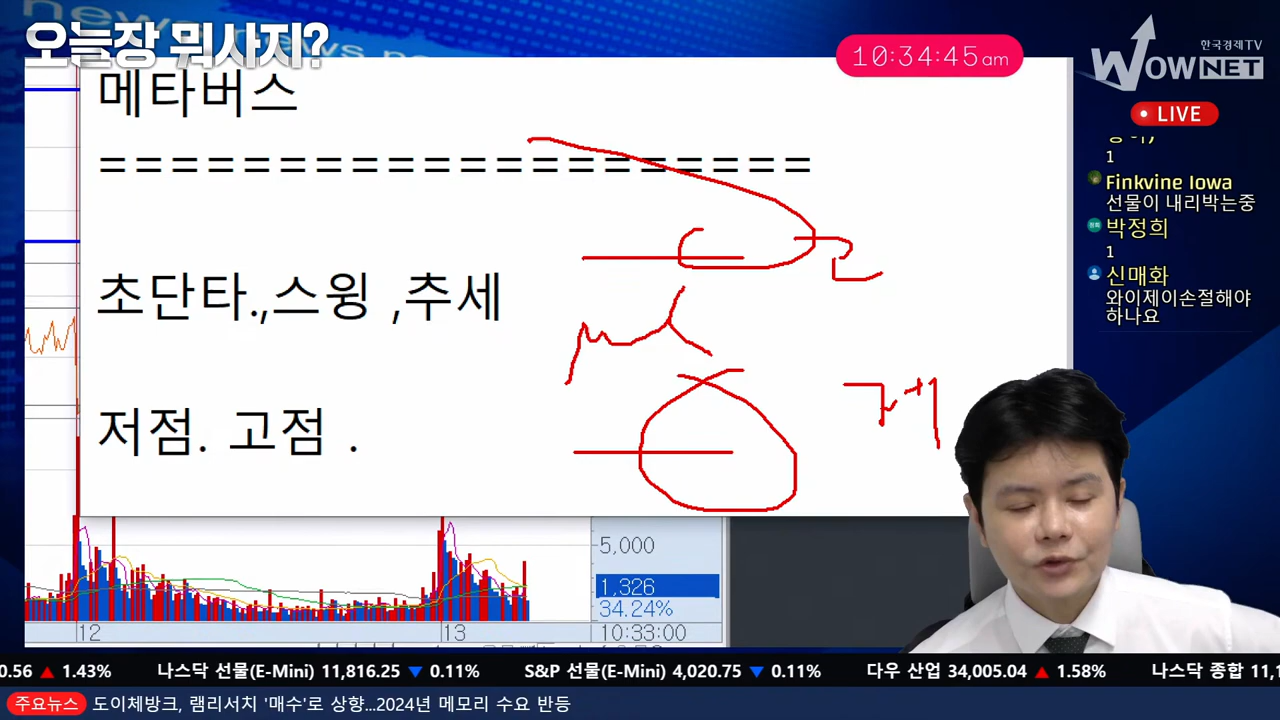 오늘장 뭐사지?
10:34:45am
한국경제TV
WOWNET
LIVE
메타버스
====================
초단타.,스윙 ,추세
저점. 고점 .
1
Finkvine Iowa
선물이 내리박는중
박정희
1
신매화
와이제이손절해야
하나요
5,000
1,326
34.24%
12
13
10:33:00
0.56 ▲ 1.43% 나스닥 선물(E-Mini) 11,816.25 ▼ 0.11% S&P 선물(E-Mini) 4,020.75 ▼ 0.11% 다우 산업 34,005.04 ▲ 1.58% 나스닥 종합 11,1
주요뉴스 도이체방크, 램리서치 '매수'로 상향...2024년 메모리 수요 반등